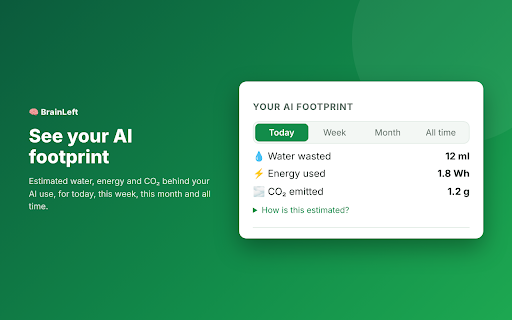 🧠 BrainLeft
See your AI
footprint
Estimated water, energy and CO₂ behind your
AI use, for today, this week, this month and all
time.
YOUR AI FOOTPRINT
Today Week Month All time
💧 Water wasted 12 ml
⚡ Energy used 1.8 Wh
🌫️ CO₂ emitted 1.2 g
▶ How is this estimated?